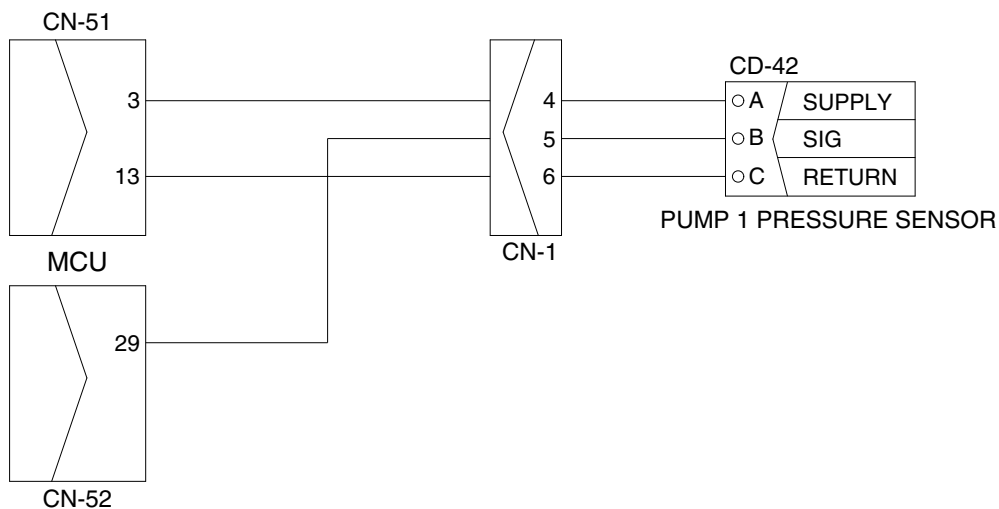 CN-51
3
13
MCU
29
CN-52
4
5
6
CN-1
CD-42
A SUPPLY
B SIG
C RETURN
PUMP 1 PRESSURE SENSOR